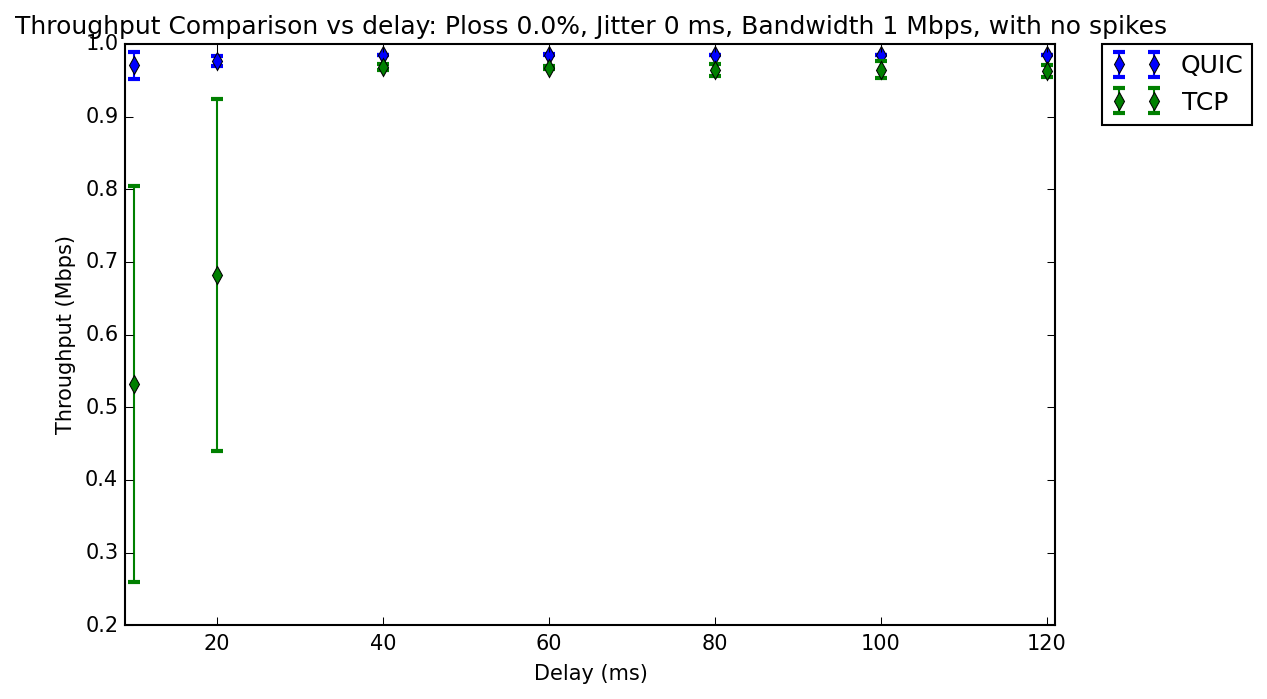 Throughput Comparison vs delay: Ploss 0.0%, Jitter 0 ms, Bandwidth 1 Mbps, with no spikes
1.0
0.9
0.8
0.7
0.6
0.5
0.4
0.3
0.2
Throughput (Mbps)
20 40 60 80 100 120
Delay (ms)
QUIC
TCP